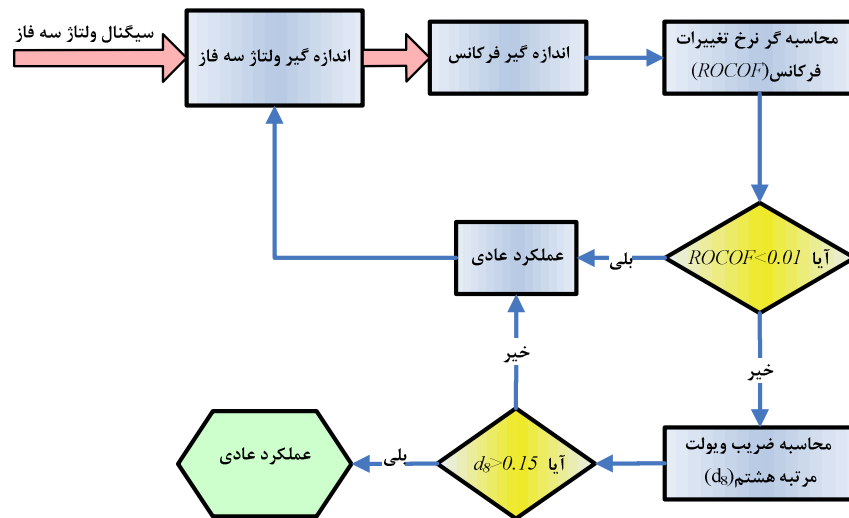 سیگنال ولتاژ سه فاز
اندازه گیر ولتاژ سه فاز
اندازه گیر فرکانس
محاسبه گر نرخ تغییرات
فرکانس(ROCOF)
آیا ROCOF<0.01
بلی
عملکرد عادی
خیر
خیر
محاسبه ضریب ویولت
مرتبه هشتم(d₈)
آیا d₈>0.15
بلی
عملکرد عادی